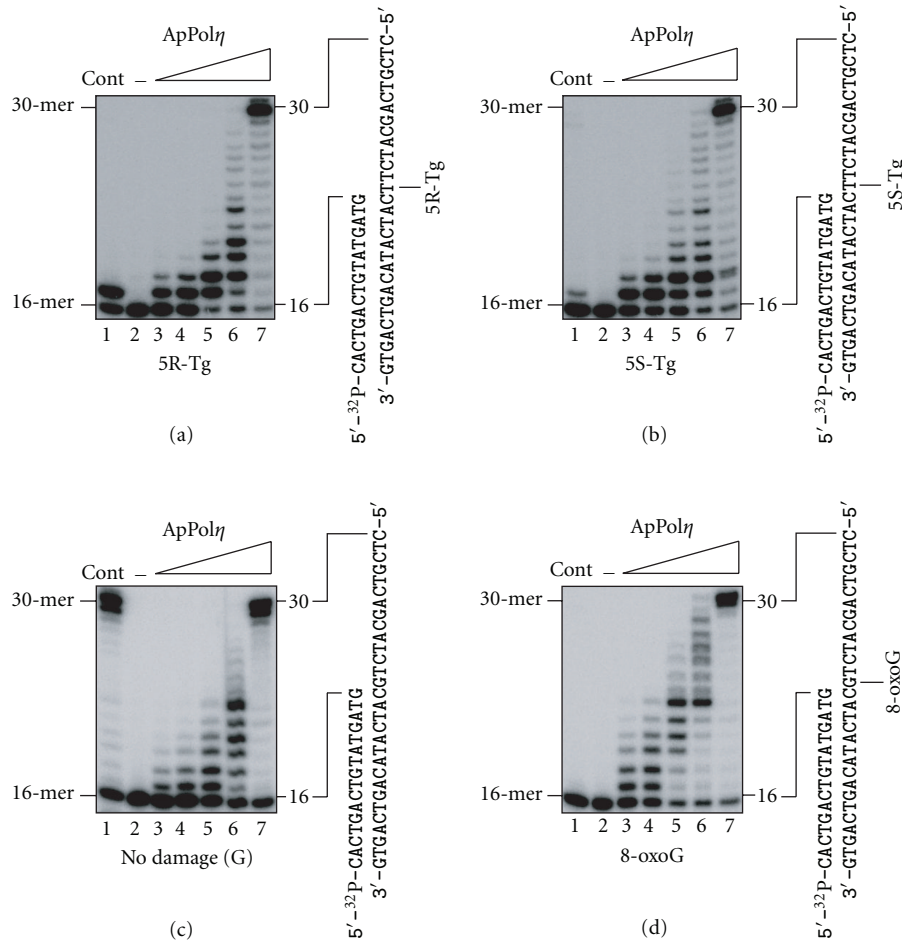 ApPolη
Cont –
30-mer 30
16-mer 16
1 2 3 4 5 6 7
5R-Tg
5′-³²P-CACTGACTGTATGATG
3′-GTGACTGACATACTACTTCTACGACTGCTC-5′
5R-Tg
(a)
ApPolη
Cont –
30-mer 30
16-mer 16
1 2 3 4 5 6 7
5S-Tg
5′-³²P-CACTGACTGTATGATG
3′-GTGACTGACATACTACTTCTACGACTGCTC-5′
5S-Tg
(b)
ApPolη
Cont –
30-mer 30
16-mer 16
1 2 3 4 5 6 7
No damage (G)
5′-³²P-CACTGACTGTATGATG
3′-GTGACTGACATACTACGTCTACGACTGCTC-5′
(c)
ApPolη
Cont –
30-mer 30
16-mer 16
1 2 3 4 5 6 7
8-oxoG
5′-³²P-CACTGACTGTATGATG
3′-GTGACTGACATACTACGTCTACGACTGCTC-5′
8-oxoG
(d)